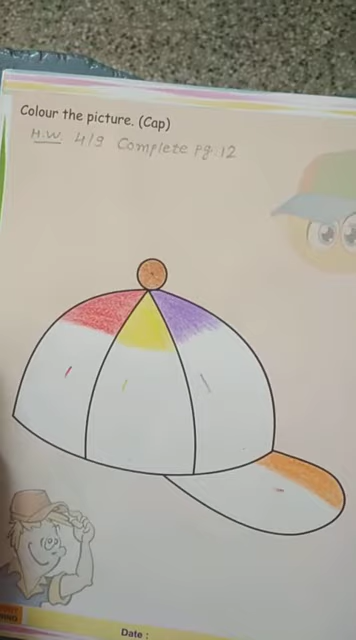 Colour the picture. (Cap)
H.W. 4/9 Complete pg. 12
Date :